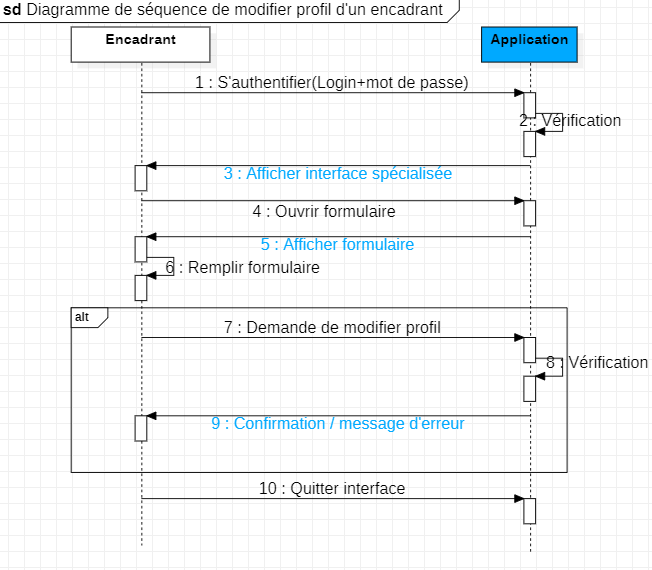 sd Diagramme de séquence de modifier profil d'un encadrant
Encadrant
Application
1 : S'authentifier(Login+mot de passe)
2 : Vérification
3 : Afficher interface spécialisée
4 : Ouvrir formulaire
5 : Afficher formulaire
6 : Remplir formulaire
alt
7 : Demande de modifier profil
8 : Vérification
9 : Confirmation / message d'erreur
10 : Quitter interface